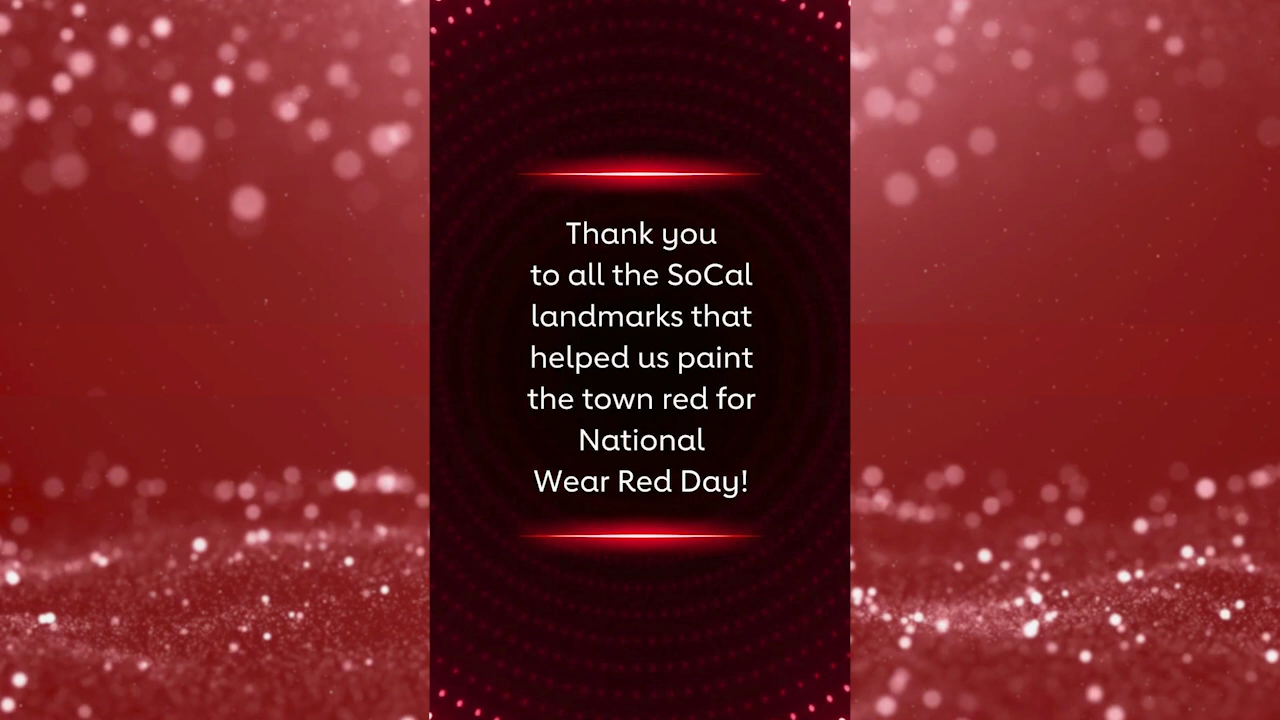 Thank you
to all the SoCal
landmarks that
helped us paint
the town red for
National
Wear Red Day!